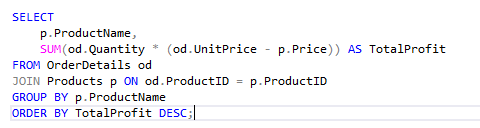 SELECT
p.ProductName,
SUM(od.Quantity * (od.UnitPrice - p.Price)) AS TotalProfit
FROM OrderDetails od
JOIN Products p ON od.ProductID = p.ProductID
GROUP BY p.ProductName
ORDER BY TotalProfit DESC;